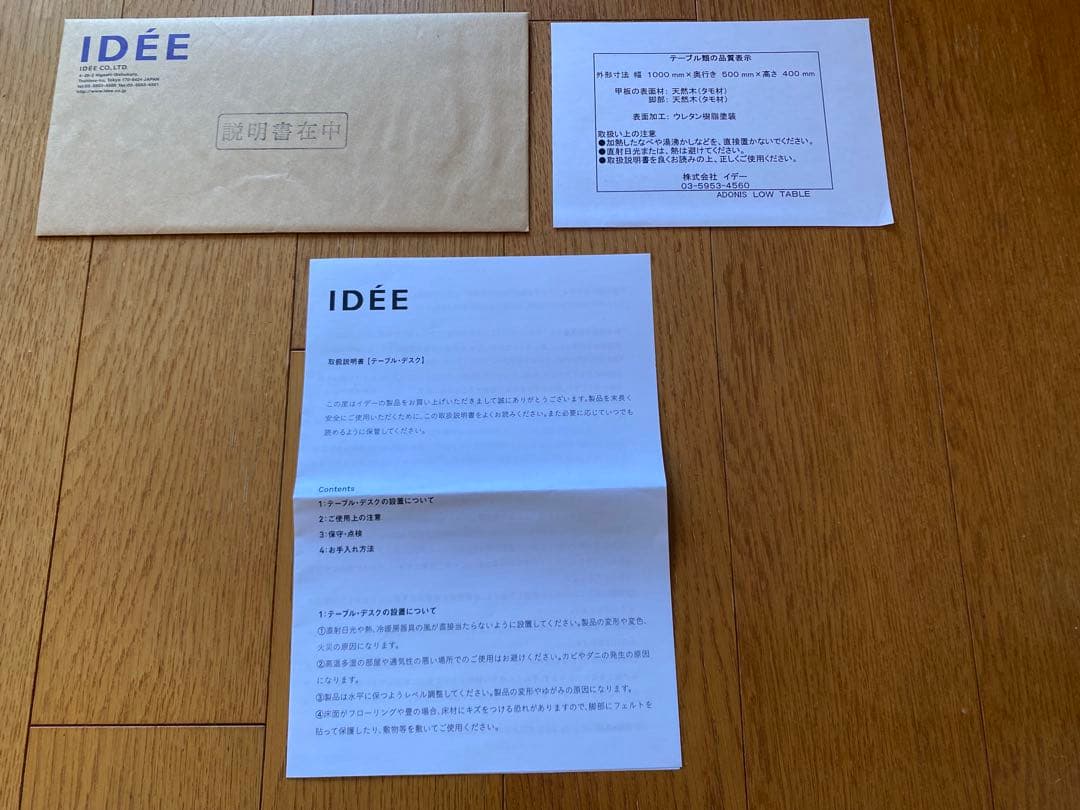 IDÉE
IDÉE CO.,LTD.
http://www.idee.co.jp
説明書在中
テーブル類の品質表示
外形寸法 幅 1000mm×奥行き 500mm×高さ 400mm
甲板の表面材: 天然木(タモ材)
脚部: 天然木(タモ材)
表面加工: ウレタン樹脂塗装
取扱い上の注意
●加熱したなべや湯沸かしなどを、直接置かないでください。
●直射日光または、熱は避けてください。
●取扱説明書を良くお読みの上、正しくご使用ください。
株式会社 イデー
03-5953-4560
ADONIS LOW TABLE
IDÉE
取扱説明書【テーブル・デスク】
この度はイデーの製品をお買い上げいただきまして誠にありがとうございます。製品を末長く
安全にご使用いただくために、この取扱説明書をよくお読みください。また必要に応じていつでも
読めるように保管してください。
Contents
1:テーブル・デスクの設置について
2:ご使用上の注意
3:保守・点検
4:お手入れ方法
1:テーブル・デスクの設置について
①直射日光や熱、冷暖房器具の風が直接当たらないように設置してください。製品の変形や変色、
火災の原因になります。
②高温多湿の部屋や通気性の悪い場所でのご使用はお避けください。カビやダニの発生の原因
になります。
③製品は水平に保つようレベル調整してください。製品の変形やゆがみの原因になります。
④床面がフローリングや畳の場合、床材にキズをつける恐れがありますので、脚部にフェルトを
貼って保護したり、敷物等を敷いてご使用ください。